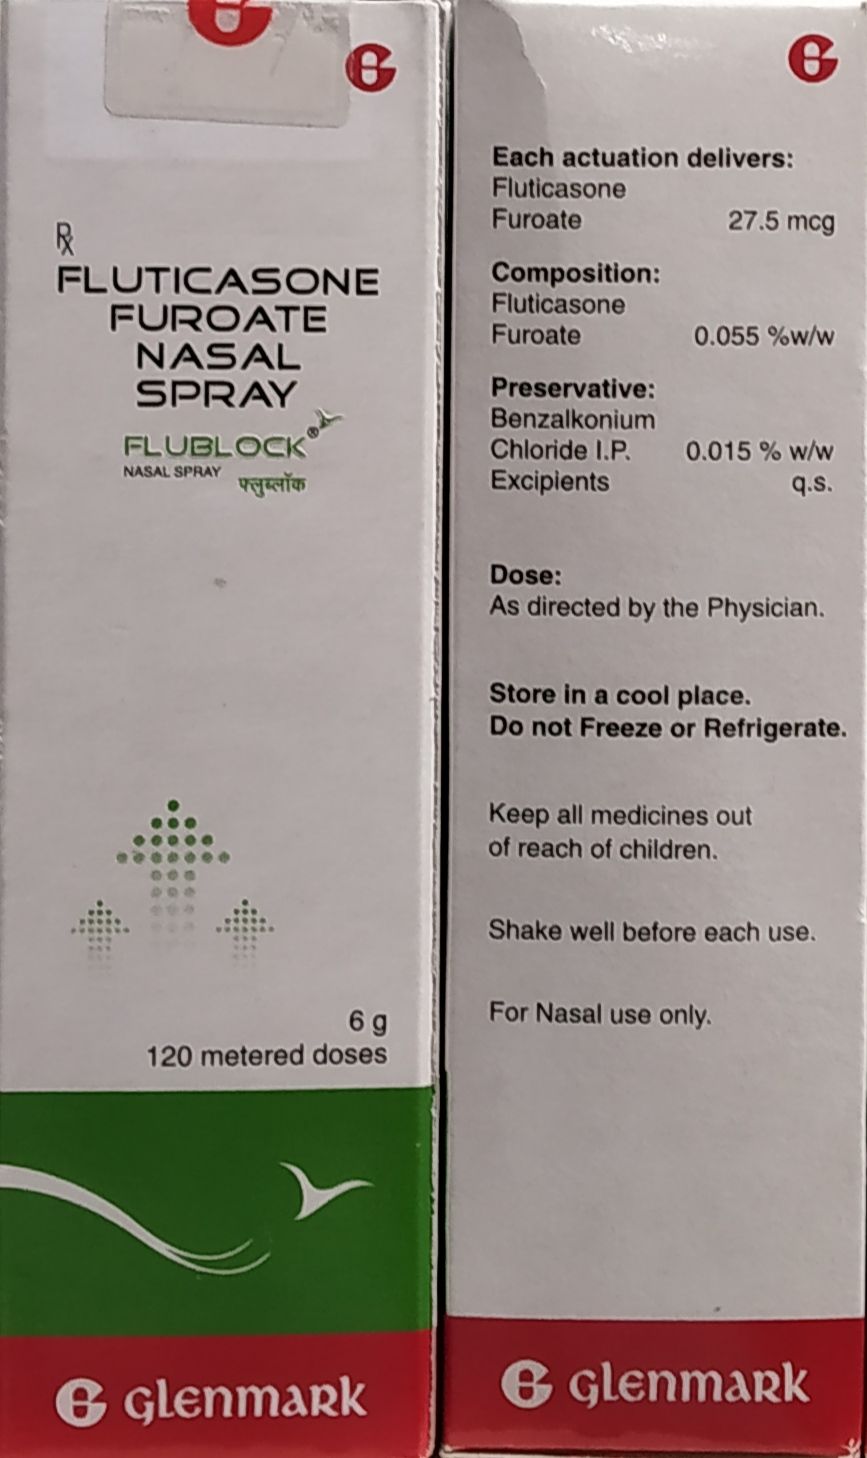 ℞
FLUTICASONE
FUROATE
NASAL
SPRAY
FLUBLOCK®
NASAL SPRAY
फ्लुब्लॉक
6 g
120 metered doses
glenmark
Each actuation delivers:
Fluticasone
Furoate 27.5 mcg
Composition:
Fluticasone
Furoate 0.055 %w/w
Preservative:
Benzalkonium
Chloride I.P. 0.015 % w/w
Excipients q.s.
Dose:
As directed by the Physician.
Store in a cool place.
Do not Freeze or Refrigerate.
Keep all medicines out
of reach of children.
Shake well before each use.
For Nasal use only.
glenmark